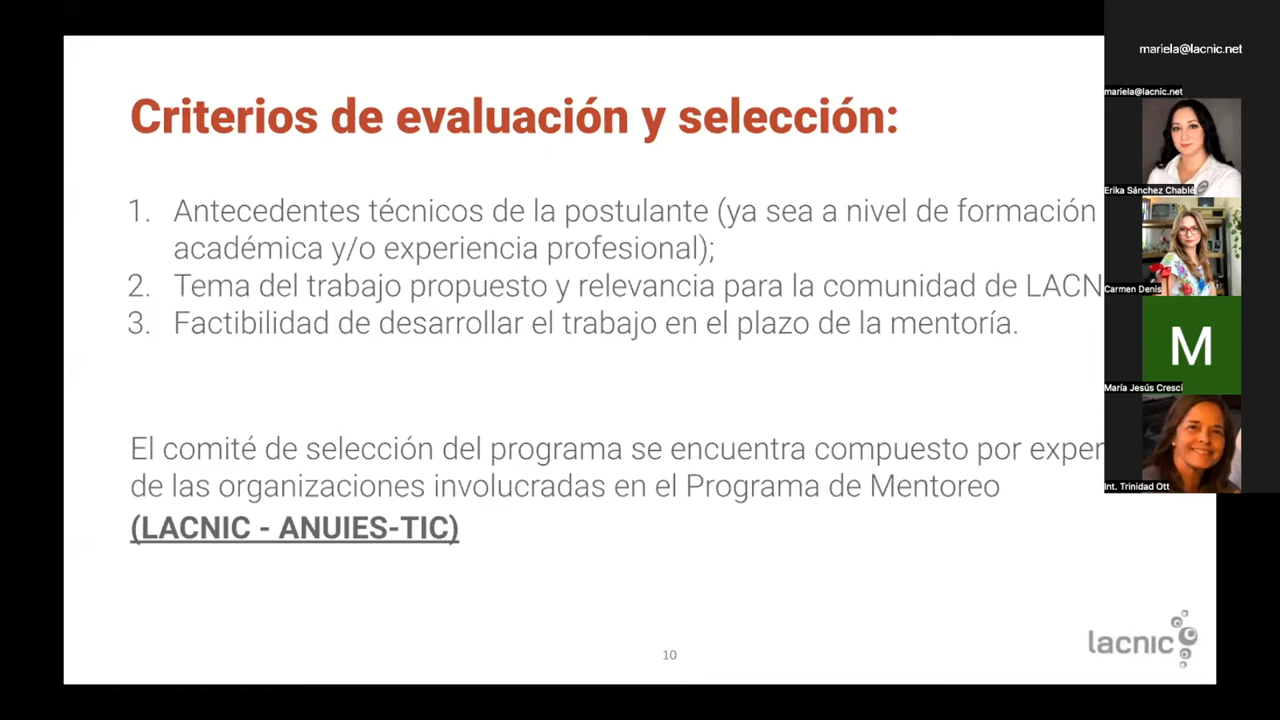 Criterios de evaluación y selección:
1. Antecedentes técnicos de la postulante (ya sea a nivel de formación
académica y/o experiencia profesional);
2. Tema del trabajo propuesto y relevancia para la comunidad de LACN
3. Factibilidad de desarrollar el trabajo en el plazo de la mentoría.
El comité de selección del programa se encuentra compuesto por exper
de las organizaciones involucradas en el Programa de Mentoreo
(LACNIC - ANUIES-TIC)
10
lacnic
mariela@lacnic.net
mariela@lacnic.net
Erika Sánchez Chablé
Carmen Denis
M
María Jesús Cresci
Int. Trinidad Ott